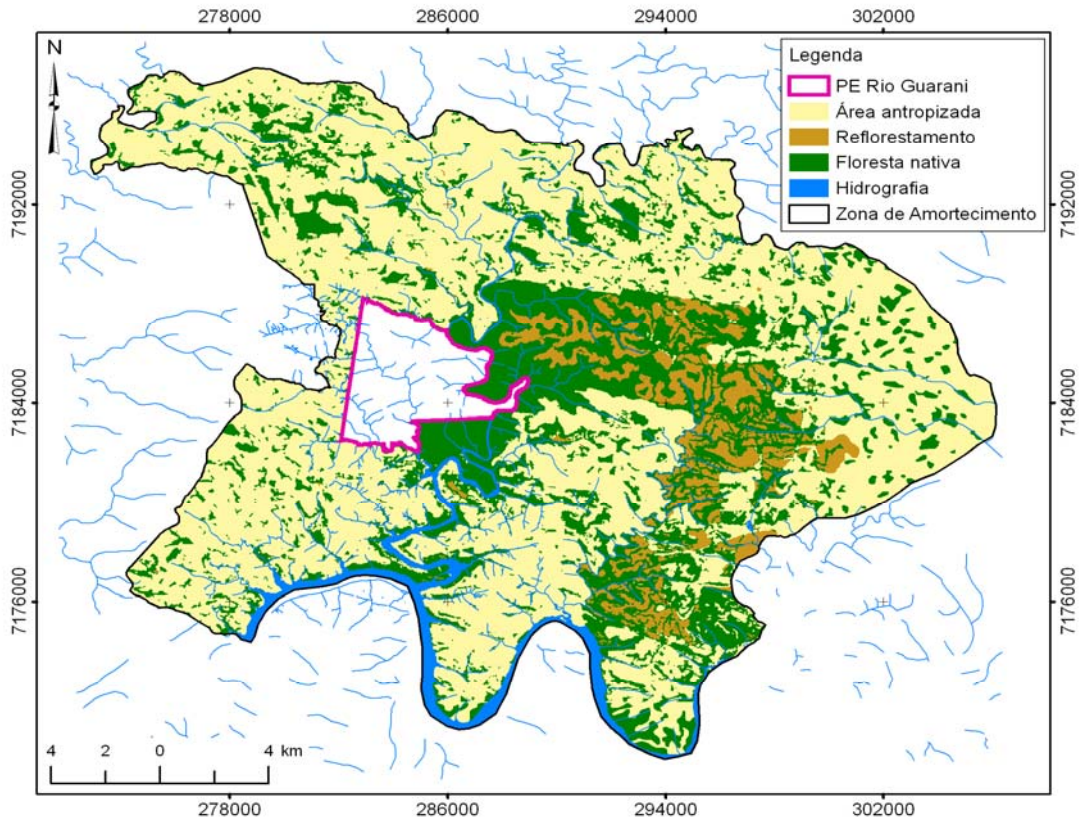 278000 286000 294000 302000
N
Legenda
PE Rio Guarani
Área antropizada
Reflorestamento
Floresta nativa
Hidrografia
Zona de Amortecimento
7192000 7192000
7184000 7184000
7176000 7176000
4 2 0 4 km
278000 286000 294000 302000